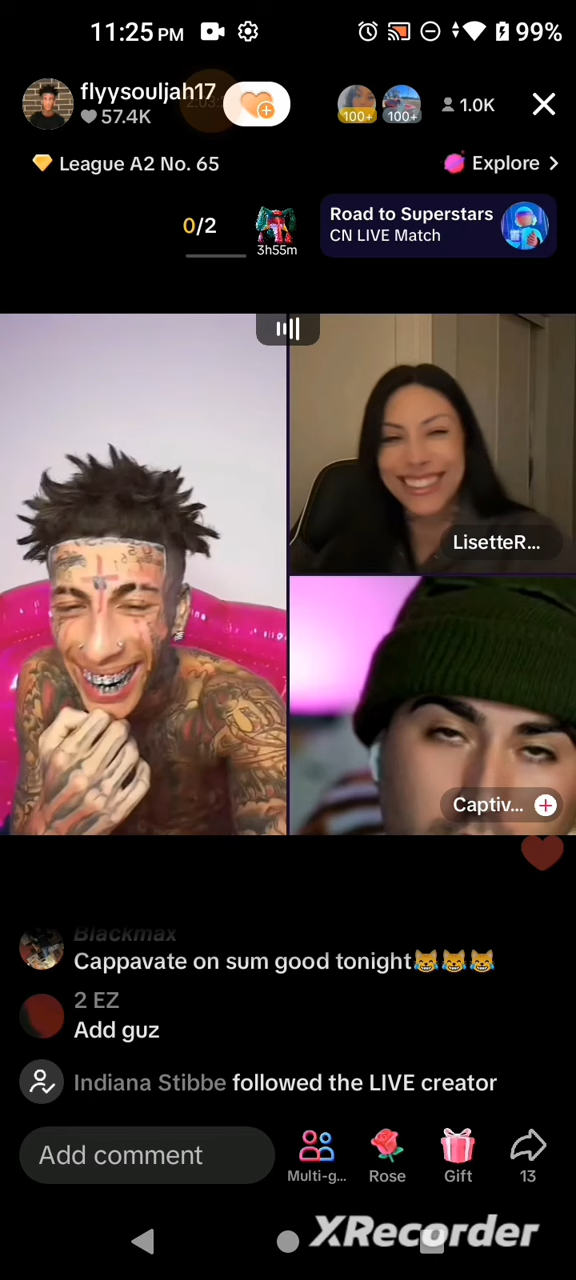 11:25 PM
99%
flyysouljah17
57.4K
100+
100+
1.0K
League A2 No. 65
Explore >
0/2
3h55m
Road to Superstars
CN LIVE Match
LisetteR...
Captiv...
Blackmax
Cappavate on sum good tonight😹😹😹
2 EZ
Add guz
Indiana Stibbe followed the LIVE creator
Add comment
Multi-g...
Rose
Gift
13
XRecorder